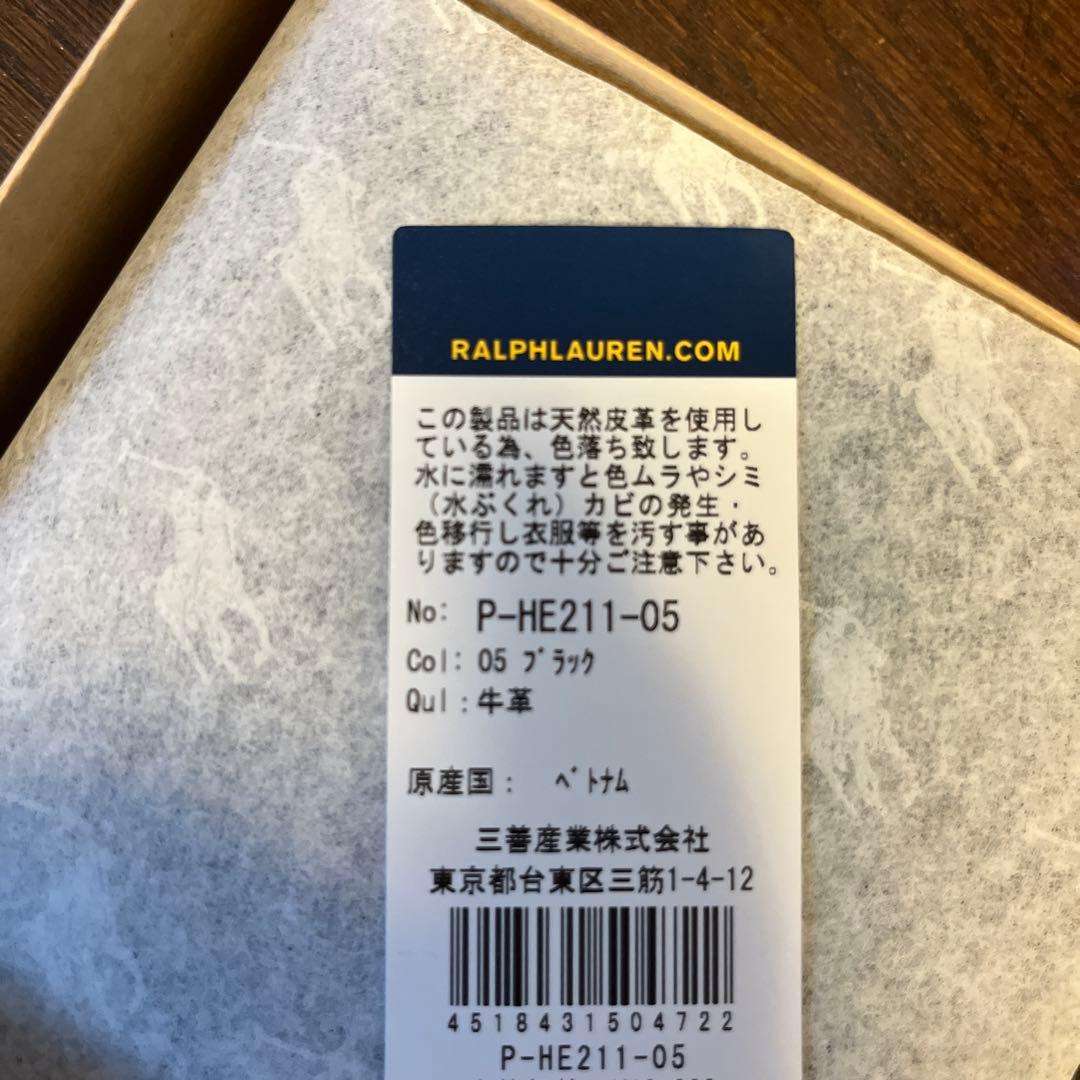 RALPHLAUREN.COM
この製品は天然皮革を使用し
ている為、色落ち致します。
水に濡れますと色ムラやシミ
（水ぶくれ）カビの発生・
色移行し衣服等を汚す事があ
りますので十分ご注意下さい。
No: P-HE211-05
Col: 05 ﾌﾞﾗｯｸ
Qul：牛革
原産国： ﾍﾞﾄﾅﾑ
三善産業株式会社
東京都台東区三筋1-4-12
4518431504722
P-HE211-05